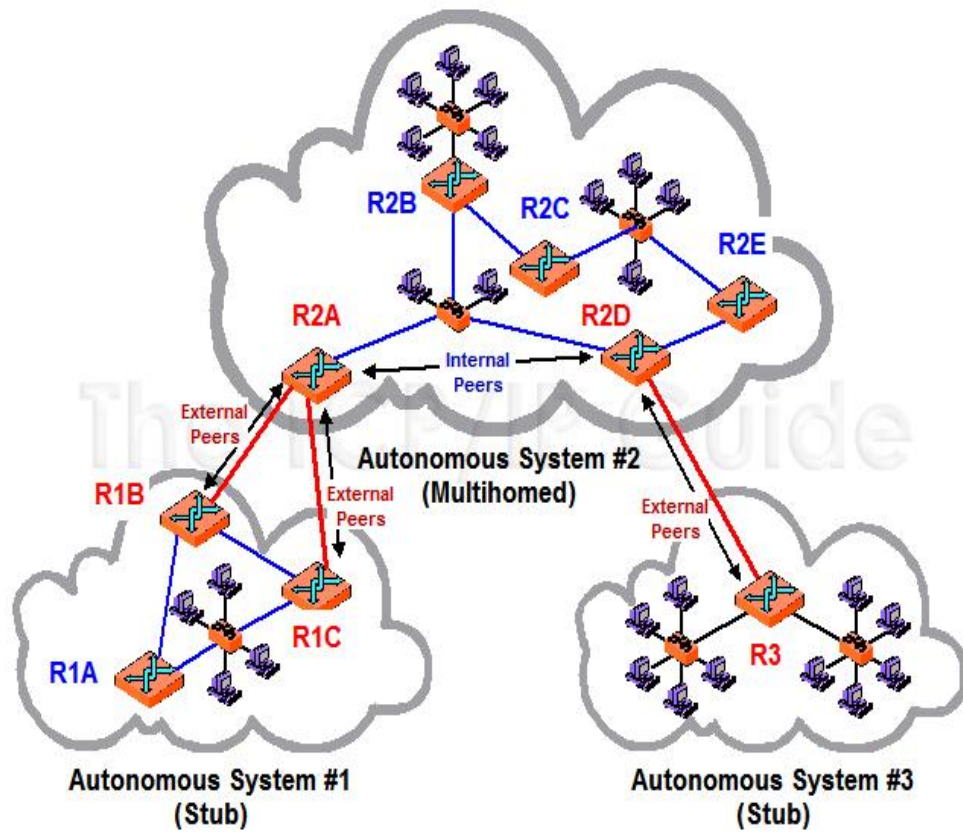 R2B
R2C
R2E
R2A
R2D
Internal
Peers
External
Peers
The TCP/IP Guide
Autonomous System #2
(Multihomed)
R1B
External
Peers
External
Peers
R1C
R1A
R3
Autonomous System #1
(Stub)
Autonomous System #3
(Stub)